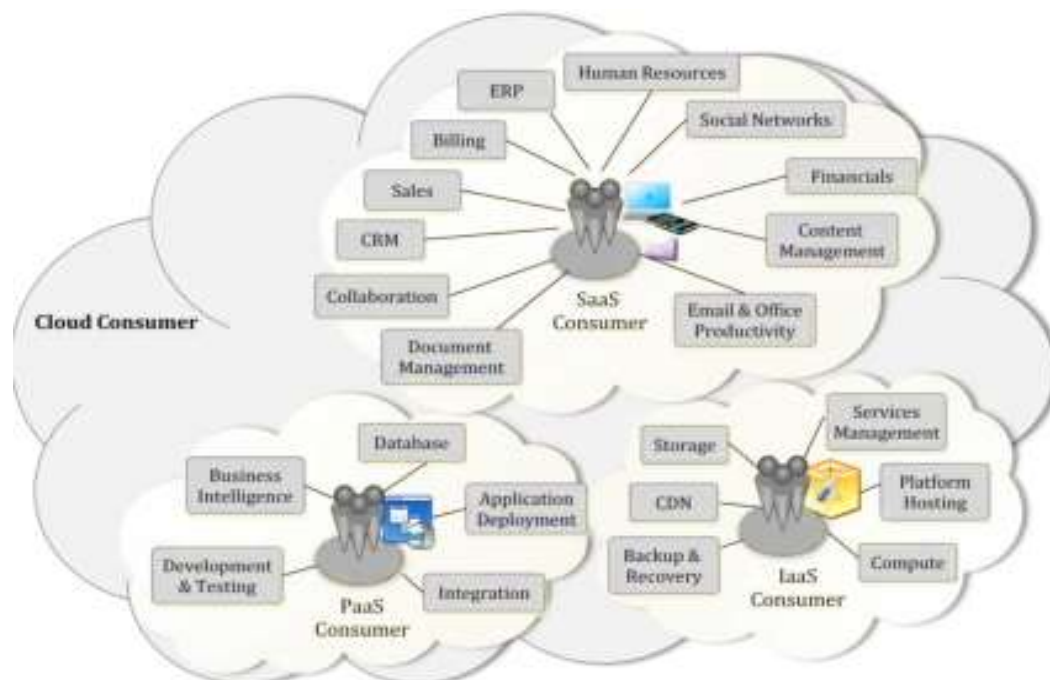 Human Resources
ERP
Social Networks
Billing
Sales
Financials
CRM
Content
Management
Collaboration
SaaS
Consumer
Email & Office
Productivity
Cloud Consumer
Document
Management
Database
Business
Intelligence
Application
Deployment
Development
& Testing
Integration
PaaS
Consumer
Services
Management
Storage
Platform
Hosting
CDN
Backup &
Recovery
Compute
IaaS
Consumer